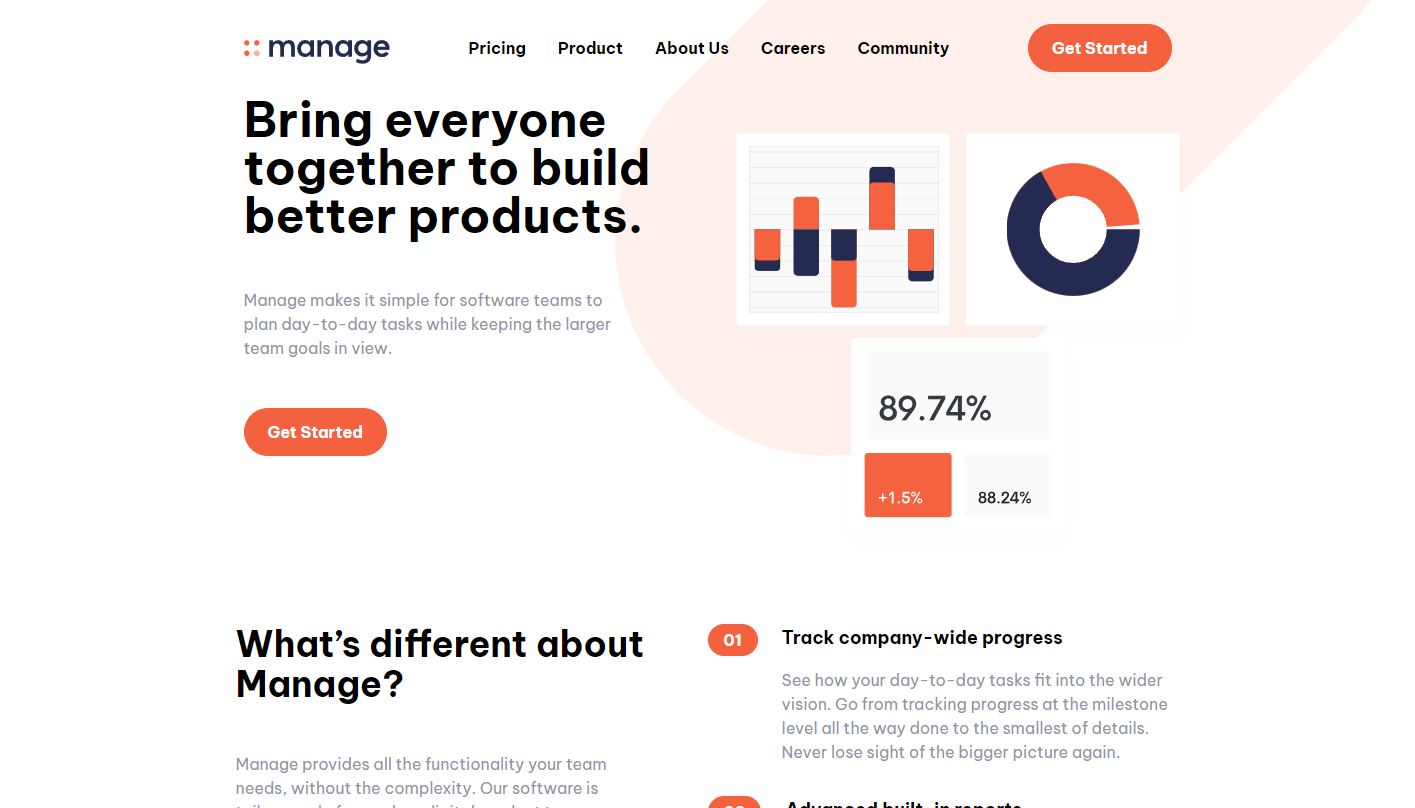 manage
Pricing
Product
About Us
Careers
Community
Get Started
Bring everyone
together to build
better products.
Manage makes it simple for software teams to
plan day-to-day tasks while keeping the larger
team goals in view.
Get Started
89.74%
+1.5%
88.24%
What's different about
Manage?
Manage provides all the functionality your team
needs, without the complexity. Our software is
01
Track company-wide progress
See how your day-to-day tasks fit into the wider
vision. Go from tracking progress at the milestone
level all the way done to the smallest of details.
Never lose sight of the bigger picture again.
Advanced built-in reports